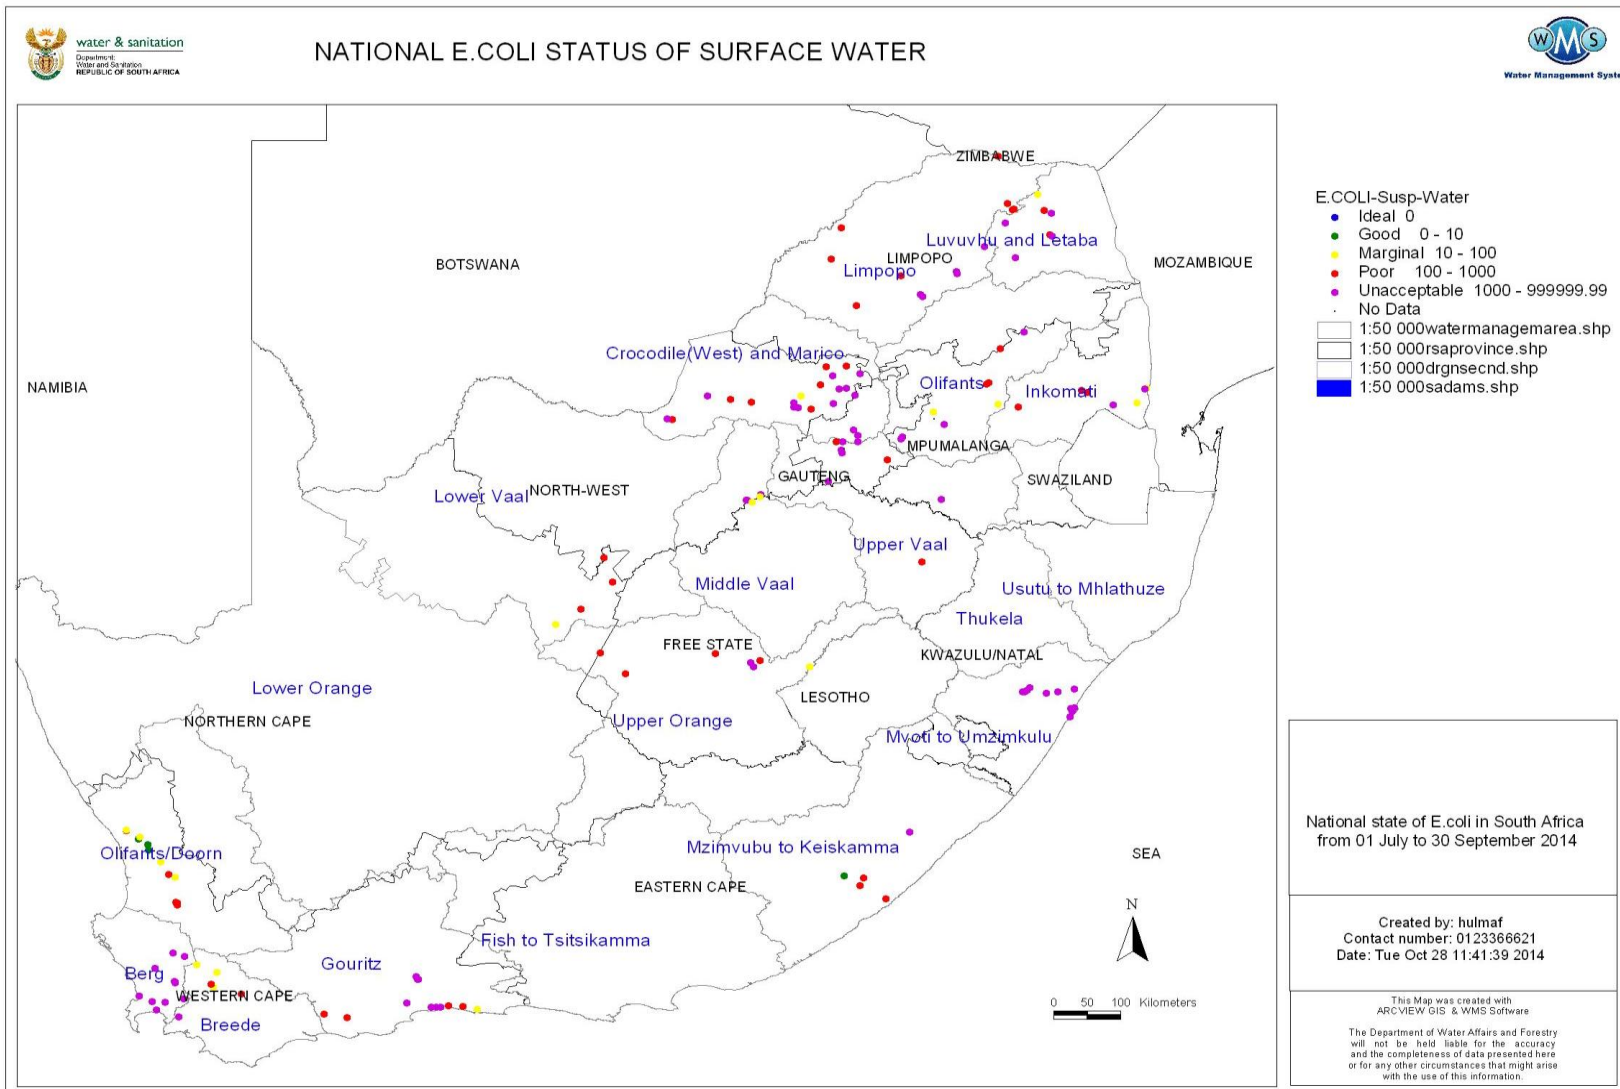 water & sanitation
Department:
Water and Sanitation
REPUBLIC OF SOUTH AFRICA
NATIONAL E.COLI STATUS OF SURFACE WATER
WMS
Water Management Syste
ZIMBABWE
Luvuvhu and Letaba
LIMPOPO
Limpopo
BOTSWANA
MOZAMBIQUE
Crocodile(West) and Marico
NAMIBIA
Olifants
Inkomati
MPUMALANGA
GAUTENG
SWAZILAND
Lower Vaal
NORTH-WEST
Upper Vaal
Middle Vaal
Usutu to Mhlathuze
Thukela
FREE STATE
KWAZULU/NATAL
Lower Orange
LESOTHO
NORTHERN CAPE
Upper Orange
Mvoti to Umzimkulu
Mzimvubu to Keiskamma
Olifants/Doorn
SEA
EASTERN CAPE
Fish to Tsitsikamma
Gouritz
Berg
WESTERN CAPE
Breede
N
0 50 100 Kilometers
E.COLI-Susp-Water
Ideal 0
Good 0 - 10
Marginal 10 - 100
Poor 100 - 1000
Unacceptable 1000 - 999999.99
No Data
1:50 000watermanagemarea.shp
1:50 000rsaprovince.shp
1:50 000drgnsecnd.shp
1:50 000sadams.shp
National state of E.coli in South Africa
from 01 July to 30 September 2014
Created by: hulmaf
Contact number: 0123366621
Date: Tue Oct 28 11:41:39 2014
This Map was created with
ARCVIEW GIS & WMS Software
The Department of Water Affairs and Forestry
will not be held liable for the accuracy
and the completeness of data presented here
or for any other circumstances that might arise
with the use of this information.